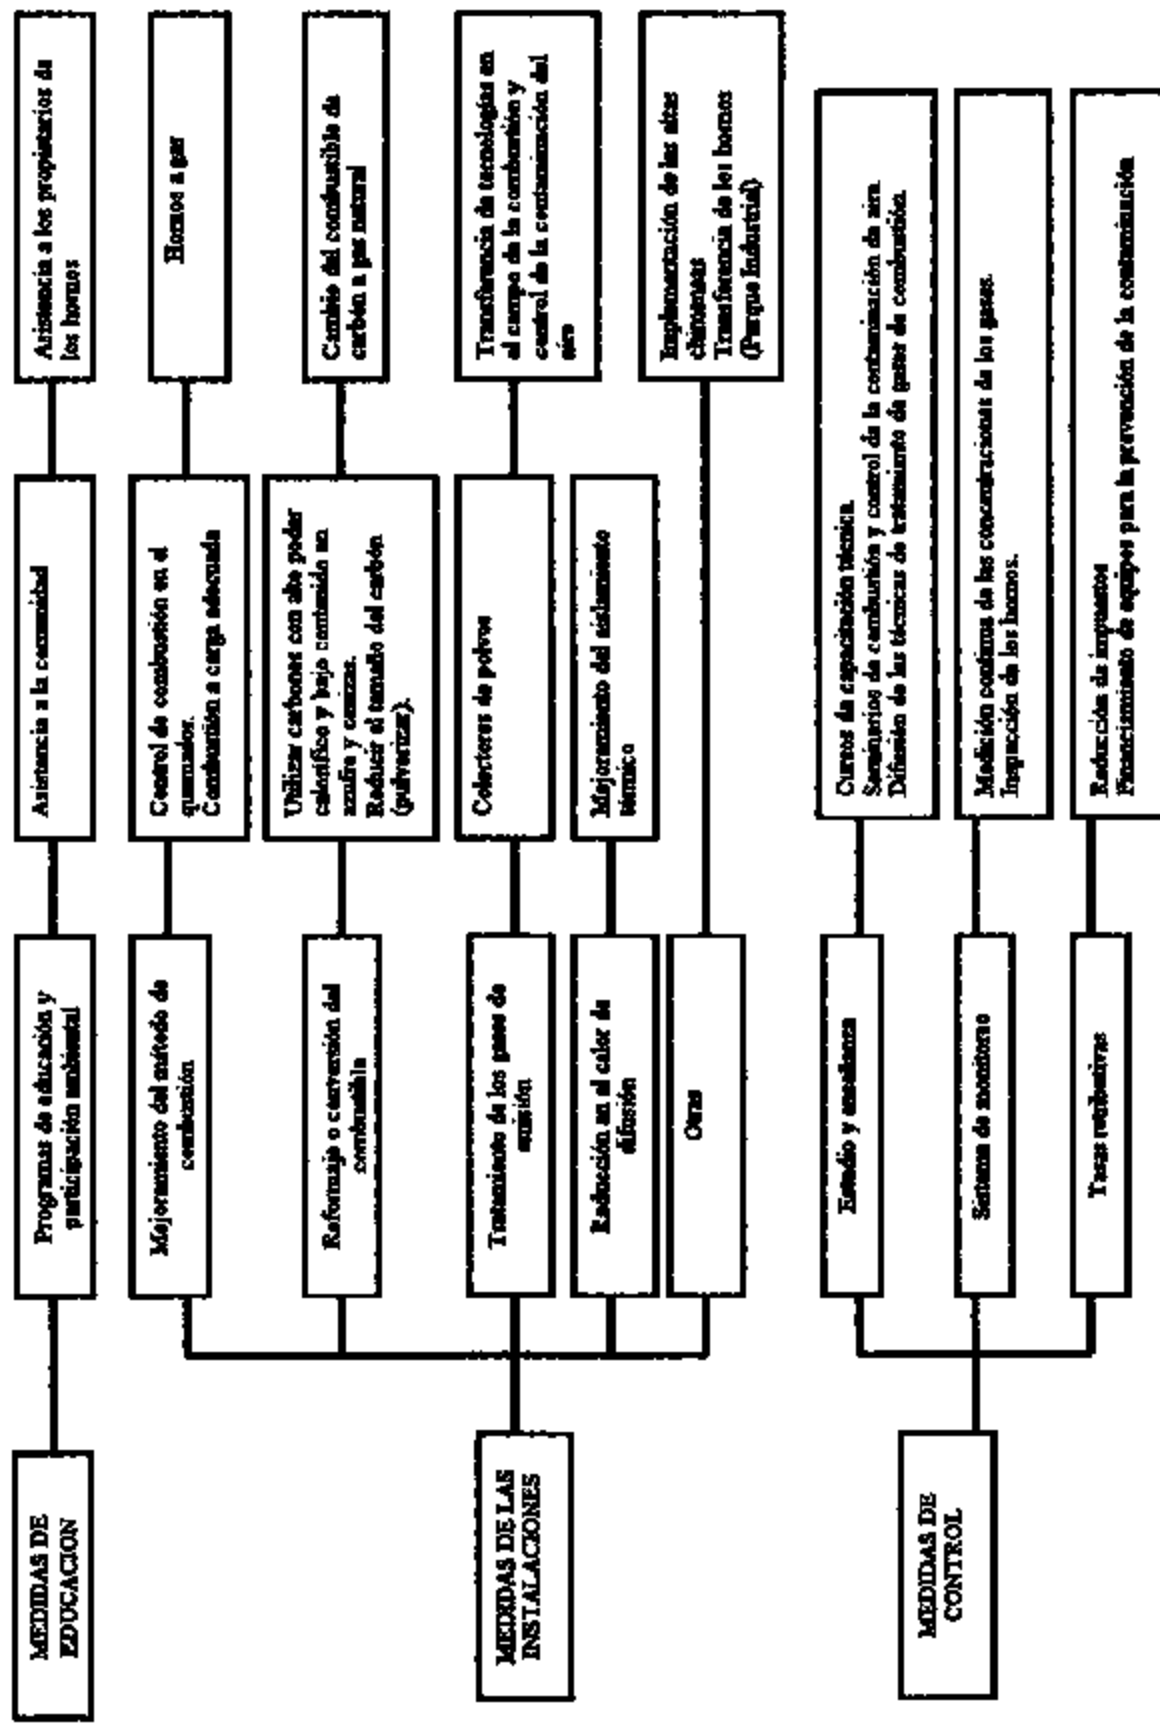 MEDIDAS DE
EDUCACION
Programas de educación y
participación ambiental
Asistencia a la comunidad
Asistencia a los propietarios de
los hornos
MEDIDAS DE LAS
INSTALACIONES
Mejoramiento del método de
combustión
Control de combustión en el
quemador.
Combustión a carga adecuada
Hornos a gas
Reformaje o conversión del
combustible
Utilizar carbones con alto poder
calorífico y bajo contenido en
azufre y cenizas.
Reducir el tamaño del carbón
(pulverizar).
Cambio del combustible de
carbón a gas natural
Tratamiento de los gases de
emisión
Colectores de polvos
Transferencia de tecnologías en
el campo de la combustión y
control de la contaminación del
aire
Reducción en el calor de
difusión
Mejoramiento del aislamiento
térmico
Otras
Implementación de las altas
chimeneas
Transferencia de los hornos
(Parque Industrial)
MEDIDAS DE
CONTROL
Estudio y enseñanza
Cursos de capacitación técnica.
Seminarios de combustión y control de la contaminación de aire.
Difusión de las técnicas de tratamiento de gases de combustión.
Sistema de monitoreo
Medición continua de las concentraciones de los gases.
Inspección de los hornos.
Tasas retributivas
Reducción de impuestos
Financiamiento de equipos para la prevención de la contaminación